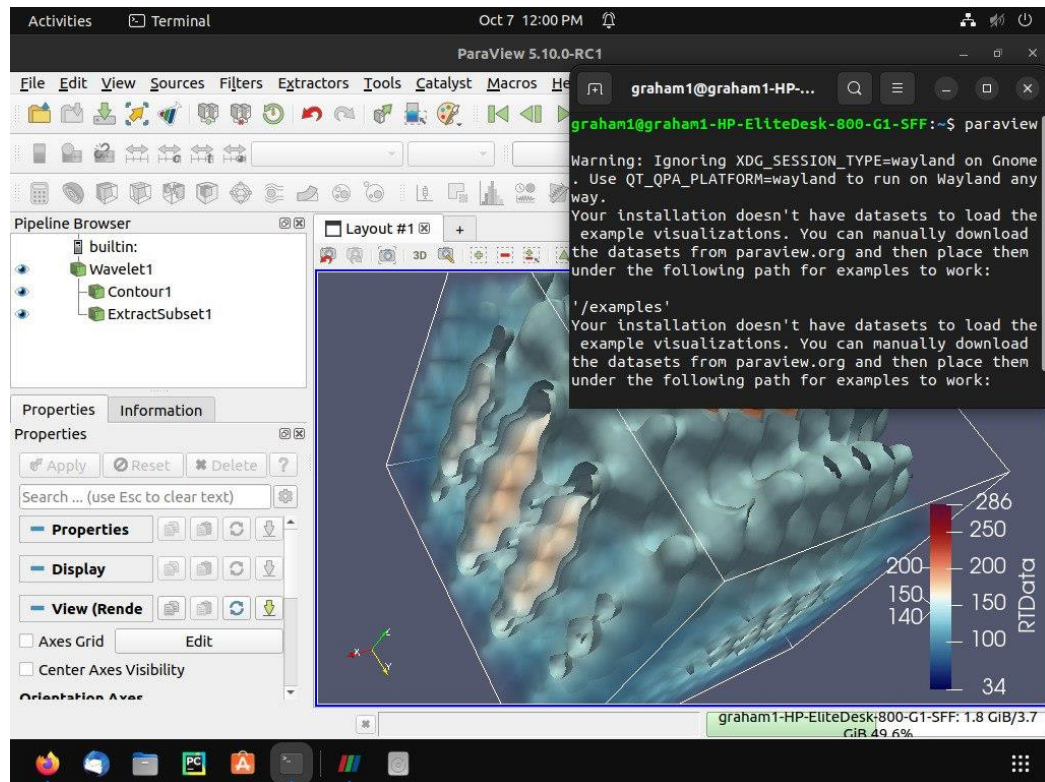 Activities Terminal Oct 7 12:00 PM
ParaView 5.10.0-RC1
File Edit View Sources Filters Extractors Tools Catalyst Macros He
graham1@graham1-HP-...
graham1@graham1-HP-EliteDesk-800-G1-SFF:~$ paraview
Warning: Ignoring XDG_SESSION_TYPE=wayland on Gnome
. Use QT_QPA_PLATFORM=wayland to run on Wayland any
way.
Your installation doesn't have datasets to load the
example visualizations. You can manually download
the datasets from paraview.org and then place them
under the following path for examples to work:
'/examples'
Your installation doesn't have datasets to load the
example visualizations. You can manually download
the datasets from paraview.org and then place them
under the following path for examples to work:
Pipeline Browser
builtin:
Wavelet1
Contour1
ExtractSubset1
Layout #1 +
3D
Properties Information
Properties
Apply Reset Delete ?
Search ... (use Esc to clear text)
Properties
Display
View (Rende
Axes Grid Edit
Center Axes Visibility
Orientation Axes
X
Y
Z
286
250
200 200
150 150
140
100
34
RTData
graham1-HP-EliteDesk-800-G1-SFF: 1.8 GiB/3.7
GiB 49.6%
PC